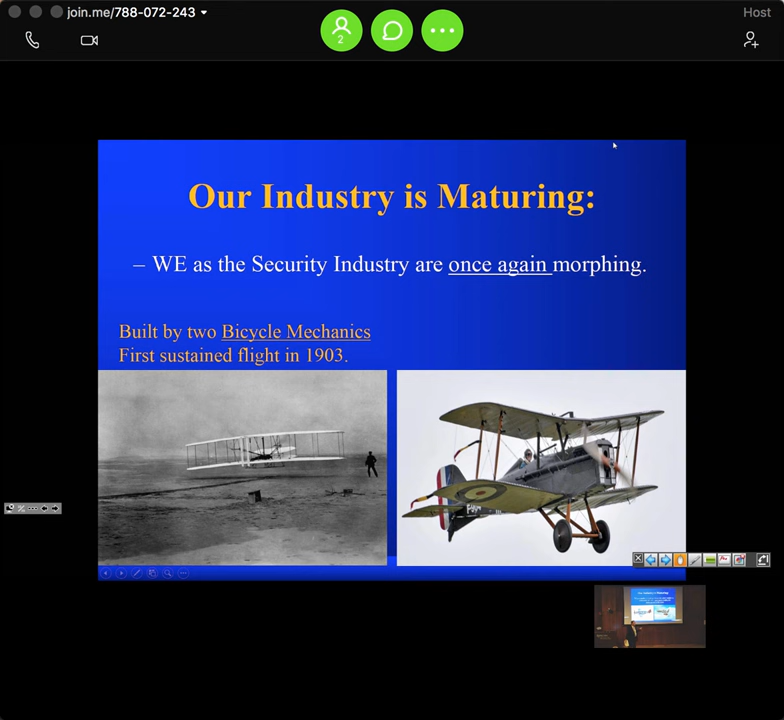 join.me/788-072-243
Host
2
Our Industry is Maturing:
– WE as the Security Industry are once again morphing.
Built by two Bicycle Mechanics
First sustained flight in 1903.